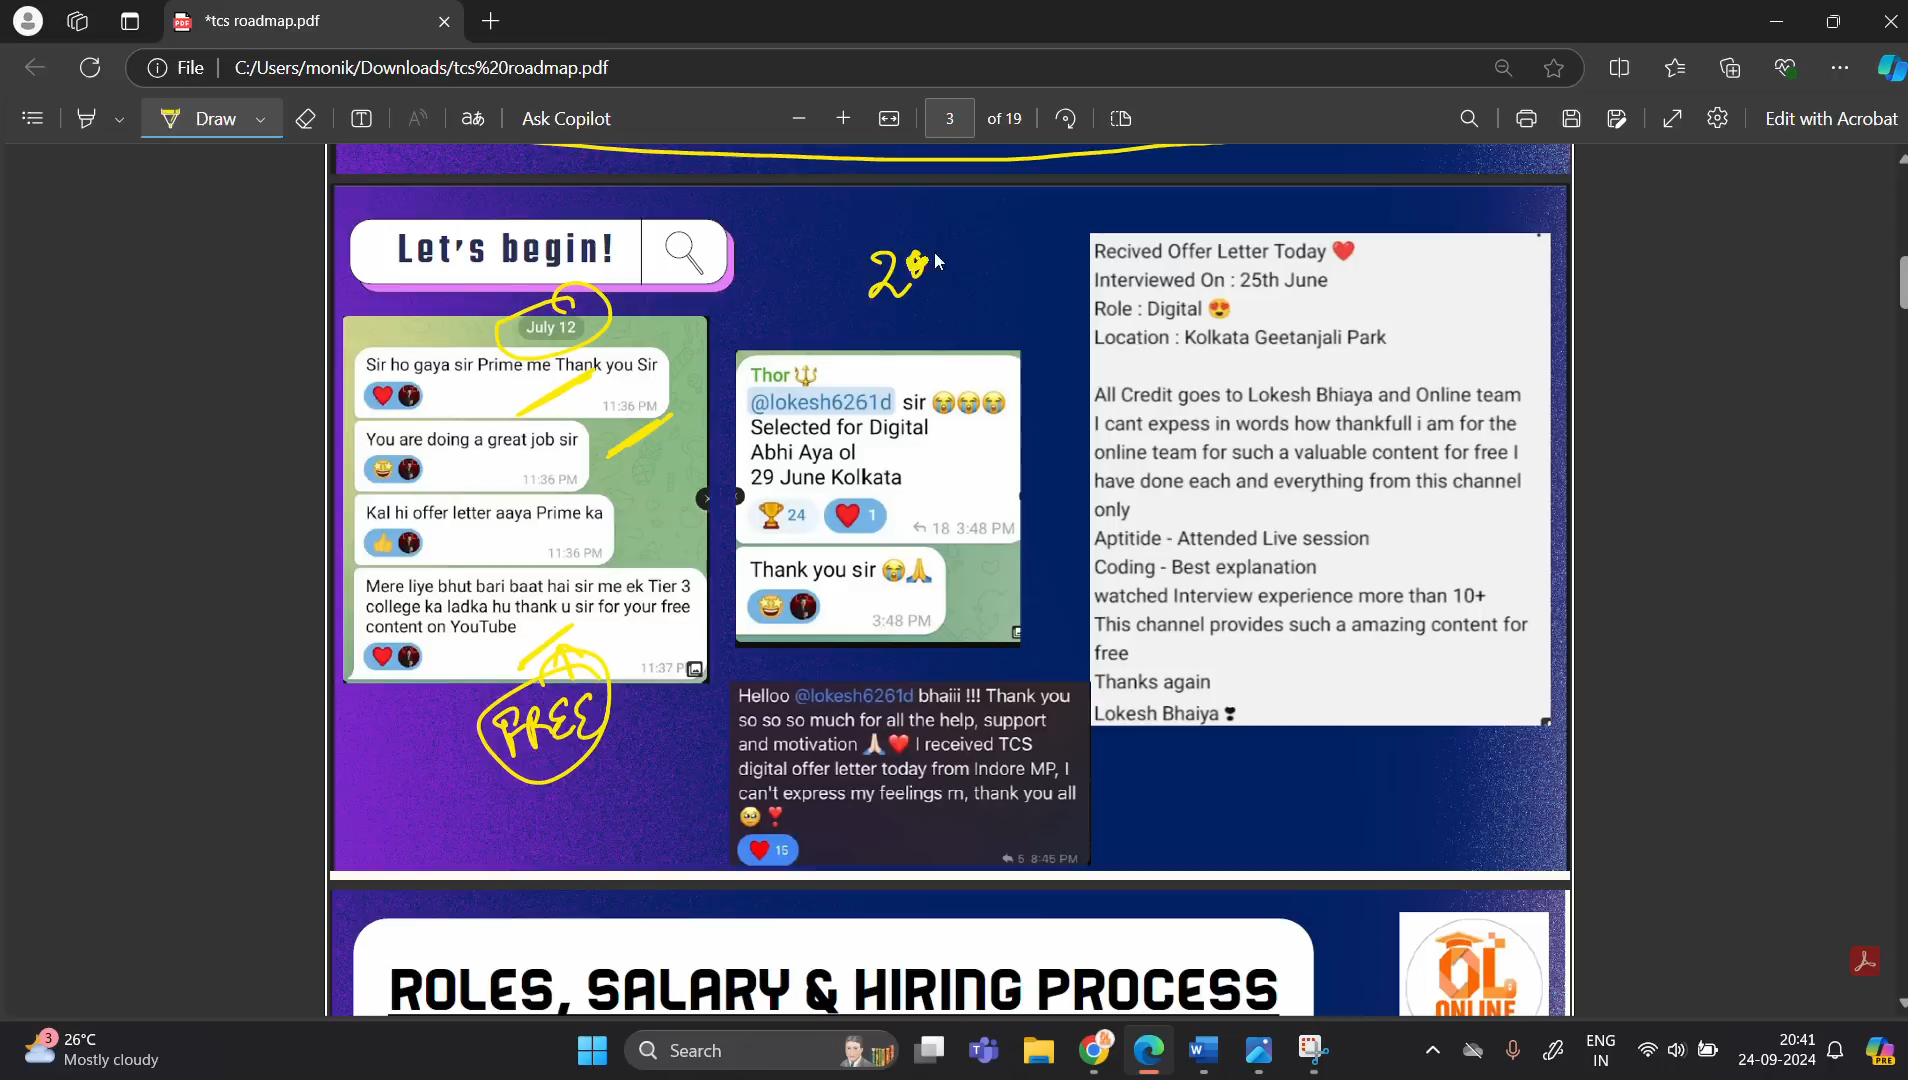 *tcs roadmap.pdf
File
C:/Users/monik/Downloads/tcs%20roadmap.pdf
Draw
Ask Copilot
3
of 19
Edit with Acrobat
Let's begin!
July 12
Sir ho gaya sir Prime me Thank you Sir
11:36 PM
You are doing a great job sir
11:36 PM
Kal hi offer letter aaya Prime ka
11:36 PM
Mere liye bhut bari baat hai sir me ek Tier 3
college ka ladka hu thank u sir for your free
content on YouTube
11:37 P
FREE
2
Thor🔱
@lokesh6261d sir 😭😭😭
Selected for Digital
Abhi Aya ol
29 June Kolkata
🏆 24 ❤️ 1
18 3:48 PM
Thank you sir 😭🙏
3:48 PM
Helloo @lokesh6261d bhaiii !!! Thank you
so so so much for all the help, support
and motivation 🙏🏻❤️ I received TCS
digital offer letter today from Indore MP, I
can't express my feelings rn, thank you all
🥹❣️
❤️ 15
5 8:45 PM
Recived Offer Letter Today ❤️
Interviewed On : 25th June
Role : Digital 😍
Location : Kolkata Geetanjali Park
All Credit goes to Lokesh Bhiaya and Online team
I cant expess in words how thankfull i am for the
online team for such a valuable content for free I
have done each and everything from this channel
only
Aptitide - Attended Live session
Coding - Best explanation
watched Interview experience more than 10+
This channel provides such a amazing content for
free
Thanks again
Lokesh Bhaiya ❣
ROLES, SALARY & HIRING PROCESS
OL
ONLINE
3
26°C
Mostly cloudy
Search
ENG
IN
20:41
24-09-2024
PRE